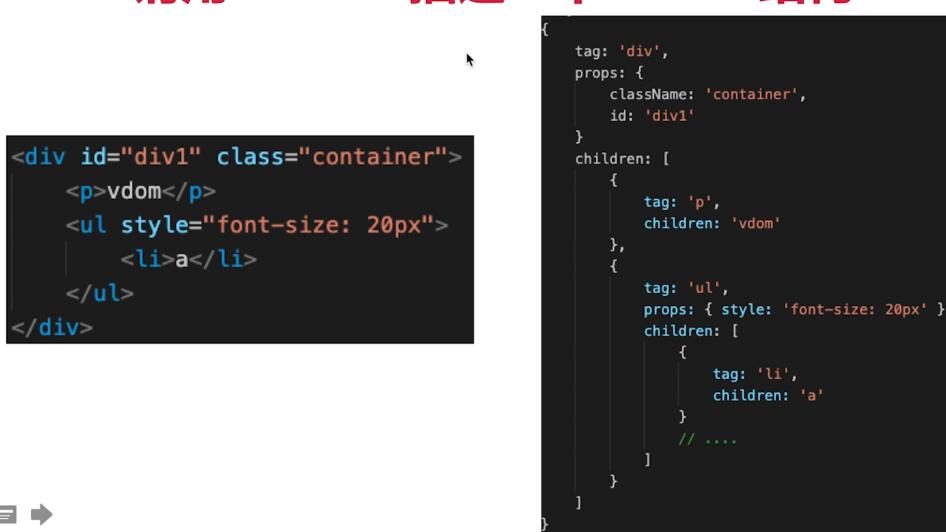 <div id="div1" class="container">
<p>vdom</p>
<ul style="font-size: 20px">
<li>a</li>
</ul>
</div>
{
tag: 'div',
props: {
className: 'container',
id: 'div1'
}
children: [
{
tag: 'p',
children: 'vdom'
},
{
tag: 'ul',
props: { style: 'font-size: 20px' }
children: [
{
tag: 'li',
children: 'a'
}
// ....
]
}
]
}